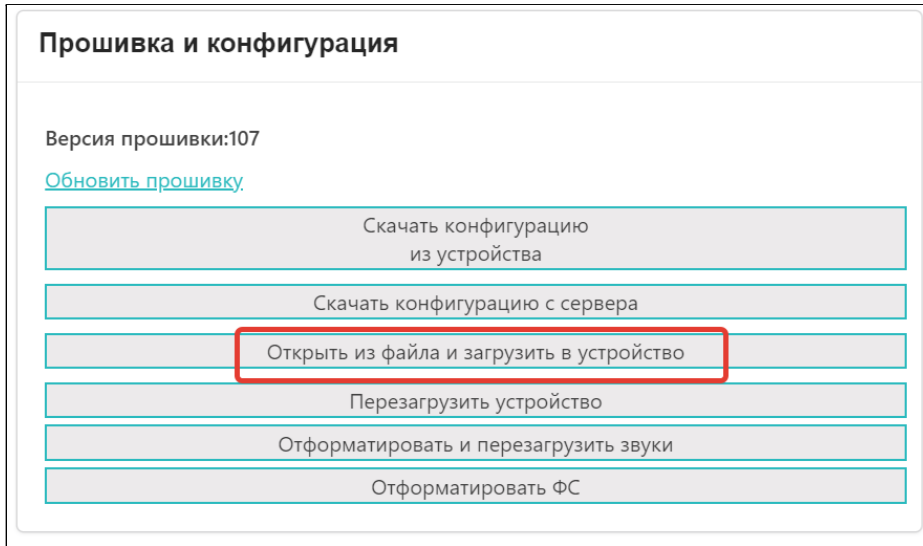 Прошивка и конфигурация
Версия прошивки:107
Обновить прошивку
Скачать конфигурацию
из устройства
Скачать конфигурацию с сервера
Открыть из файла и загрузить в устройство
Перезагрузить устройство
Отформатировать и перезагрузить звуки
Отформатировать ФС